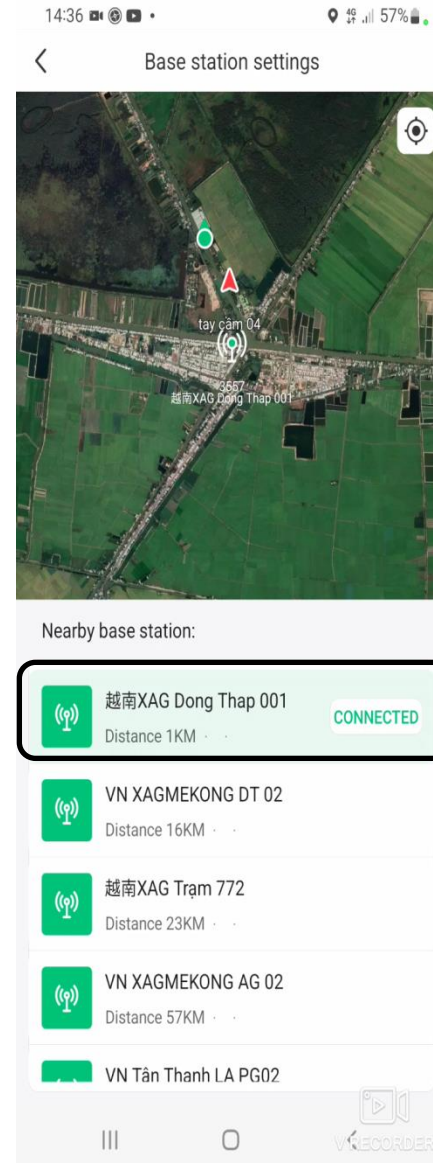 14:36
4G
57%
Base station settings
tay cầm 04
3557
越南XAG Dong Thap 001
Nearby base station:
越南XAG Dong Thap 001
CONNECTED
Distance 1KM · ·
VN XAGMEKONG DT 02
Distance 16KM · ·
越南XAG Trạm 772
Distance 23KM · ·
VN XAGMEKONG AG 02
Distance 57KM · ·
VN Tân Thanh LA PG02
V RECORDER